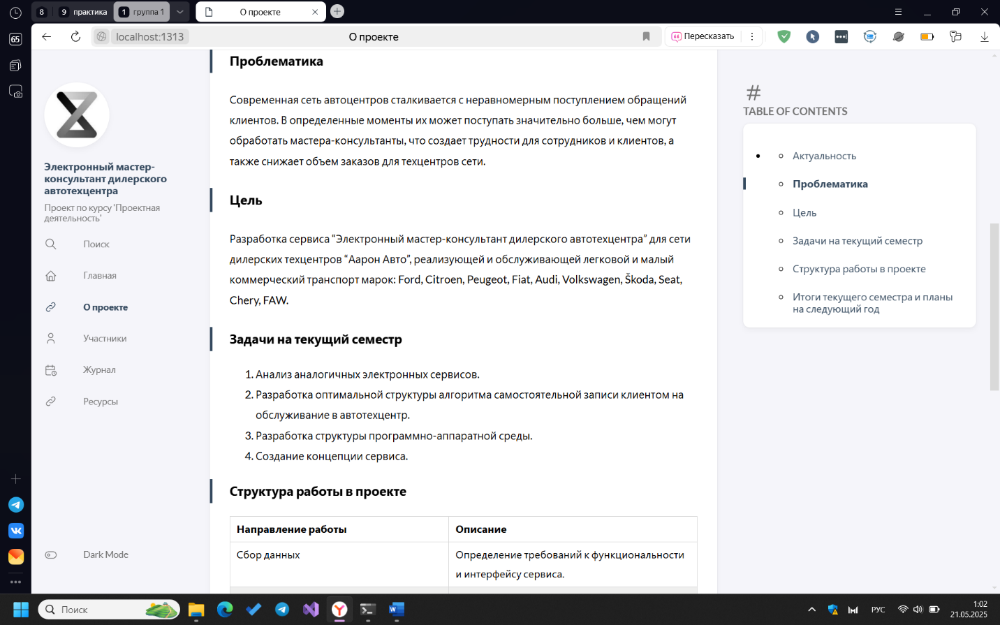 8
9
практика
1
группа 1
О проекте
65
localhost:1313
О проекте
Пересказать
Электронный мастер-
консультант дилерского
автотехцентра
Проект по курсу 'Проектная
деятельность'
Поиск
Главная
О проекте
Участники
Журнал
Ресурсы
Dark Mode
Проблематика
Современная сеть автоцентров сталкивается с неравномерным поступлением обращений
клиентов. В определенные моменты их может поступать значительно больше, чем могут
обработать мастера-консультанты, что создает трудности для сотрудников и клиентов, а
также снижает объем заказов для техцентров сети.
Цель
Разработка сервиса “Электронный мастер-консультант дилерского автотехцентра” для сети
дилерских техцентров “Аарон Авто”, реализующей и обслуживающей легковой и малый
коммерческий транспорт марок: Ford, Citroen, Peugeot, Fiat, Audi, Volkswagen, Škoda, Seat,
Chery, FAW.
Задачи на текущий семестр
1. Анализ аналогичных электронных сервисов.
2. Разработка оптимальной структуры алгоритма самостоятельной записи клиентом на
обслуживание в автотехцентр.
3. Разработка структуры программно-аппаратной среды.
4. Создание концепции сервиса.
Структура работы в проекте
Направление работы
Описание
Сбор данных
Определение требований к функциональности
и интерфейсу сервиса.
#
TABLE OF CONTENTS
Актуальность
Проблематика
Цель
Задачи на текущий семестр
Структура работы в проекте
Итоги текущего семестра и планы
на следующий год
Поиск
РУС
1:02
21.05.2025